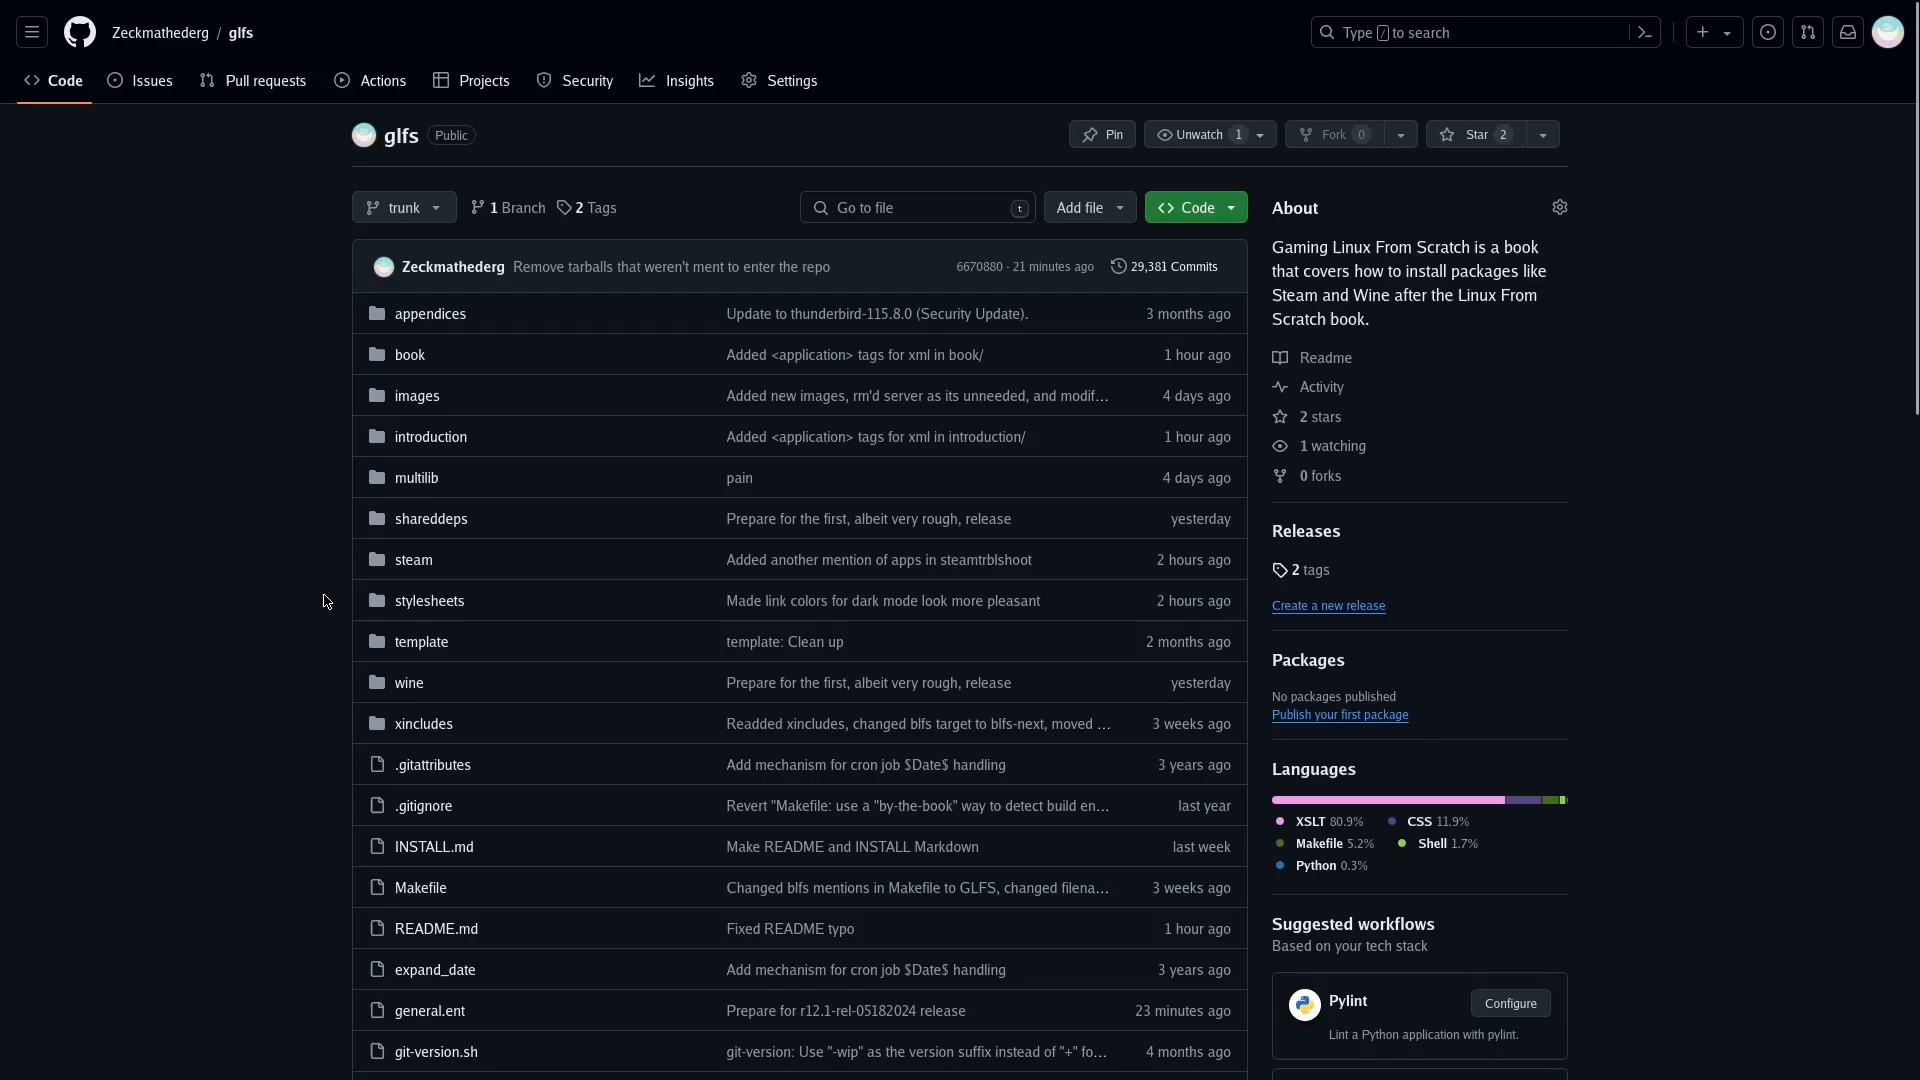 Zeckmathederg / glfs
Type / to search
Code Issues Pull requests Actions Projects Security Insights Settings
glfs Public
Pin Unwatch 1 Fork 0 Star 2
trunk 1 Branch 2 Tags Go to file t Add file Code
Zeckmathederg Remove tarballs that weren't ment to enter the repo 6670880 · 21 minutes ago 29,381 Commits
appendices Update to thunderbird-115.8.0 (Security Update). 3 months ago
book Added <application> tags for xml in book/ 1 hour ago
images Added new images, rm'd server as its unneeded, and modif… 4 days ago
introduction Added <application> tags for xml in introduction/ 1 hour ago
multilib pain 4 days ago
shareddeps Prepare for the first, albeit very rough, release yesterday
steam Added another mention of apps in steamtrblshoot 2 hours ago
stylesheets Made link colors for dark mode look more pleasant 2 hours ago
template template: Clean up 2 months ago
wine Prepare for the first, albeit very rough, release yesterday
xincludes Readded xincludes, changed blfs target to blfs-next, moved … 3 weeks ago
.gitattributes Add mechanism for cron job $Date$ handling 3 years ago
.gitignore Revert "Makefile: use a "by-the-book" way to detect build en… last year
INSTALL.md Make README and INSTALL Markdown last week
Makefile Changed blfs mentions in Makefile to GLFS, changed filena… 3 weeks ago
README.md Fixed README typo 1 hour ago
expand_date Add mechanism for cron job $Date$ handling 3 years ago
general.ent Prepare for r12.1-rel-05182024 release 23 minutes ago
git-version.sh git-version: Use "-wip" as the version suffix instead of "+" fo… 4 months ago
About
Gaming Linux From Scratch is a book
that covers how to install packages like
Steam and Wine after the Linux From
Scratch book.
Readme
Activity
2 stars
1 watching
0 forks
Releases
2 tags
Create a new release
Packages
No packages published
Publish your first package
Languages
XSLT 80.9% CSS 11.9%
Makefile 5.2% Shell 1.7%
Python 0.3%
Suggested workflows
Based on your tech stack
Pylint Configure
Lint a Python application with pylint.